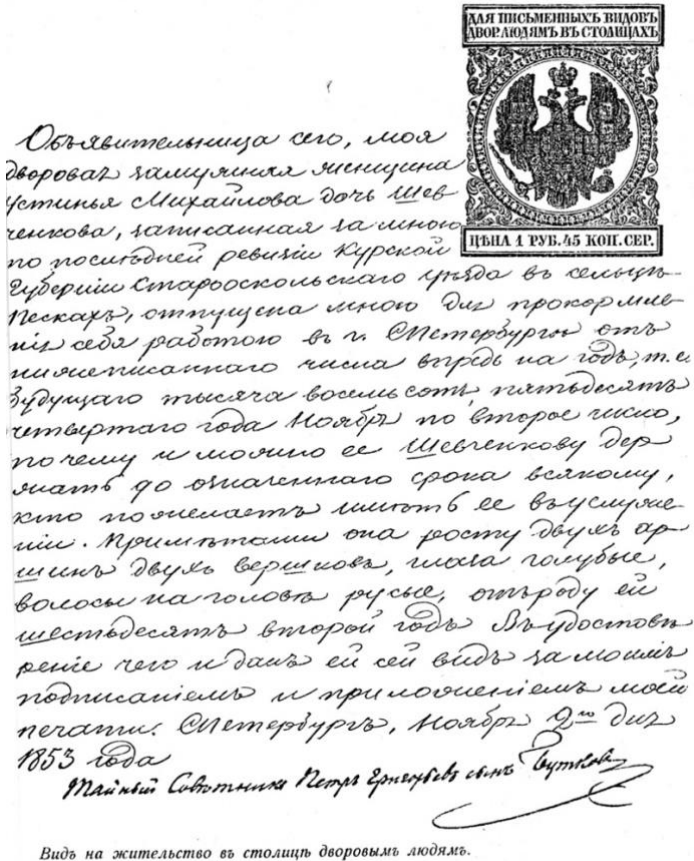 ДЛЯ ПИСЬМЕННЫХЪ ВИДОВЪ
ДВОР. ЛЮДЯМЪ ВЪ СТОЛИЦАХЪ
ЦѢНА 1 РУБ. 45 КОП. СЕР.
Объявительница сего, моя
дворовая замужняя женщина
Устинья Михайлова дочь Шев-
ченкова, записанная за мною
по послѣдней ревизіи Курской
Губерніи Старооскольскаго уѣзда въ сельцѣ
Пескахъ, отпущена мною для прокормле-
нія себя работою въ г. СПетербургѣ отъ
нижеписаннаго числа впредь на годъ, т. е.
будущаго тысяча восемьсотъ пятьдесятъ
четвертаго года Ноября по второе число,
почему и можно ее Шевченкову дер-
жать до означеннаго срока всякому,
кто пожелаетъ имѣть ее въ услуже-
ніи. Примѣтами она росту двухъ ар-
шинъ двухъ вершковъ, глаза голубые,
волосы на головѣ русые, отъ роду ей
шестьдесятъ второй годъ. Въ удостовѣ-
реніе чего и данъ ей сей видъ за моимъ
подписаніемъ и приложеніемъ моей
печати. СПетербургъ, Ноября 2го дня
1853 года
Тайный Совѣтникъ Петръ сынъ Бутковъ
Видъ на жительство въ столицѣ дворовымъ людямъ.